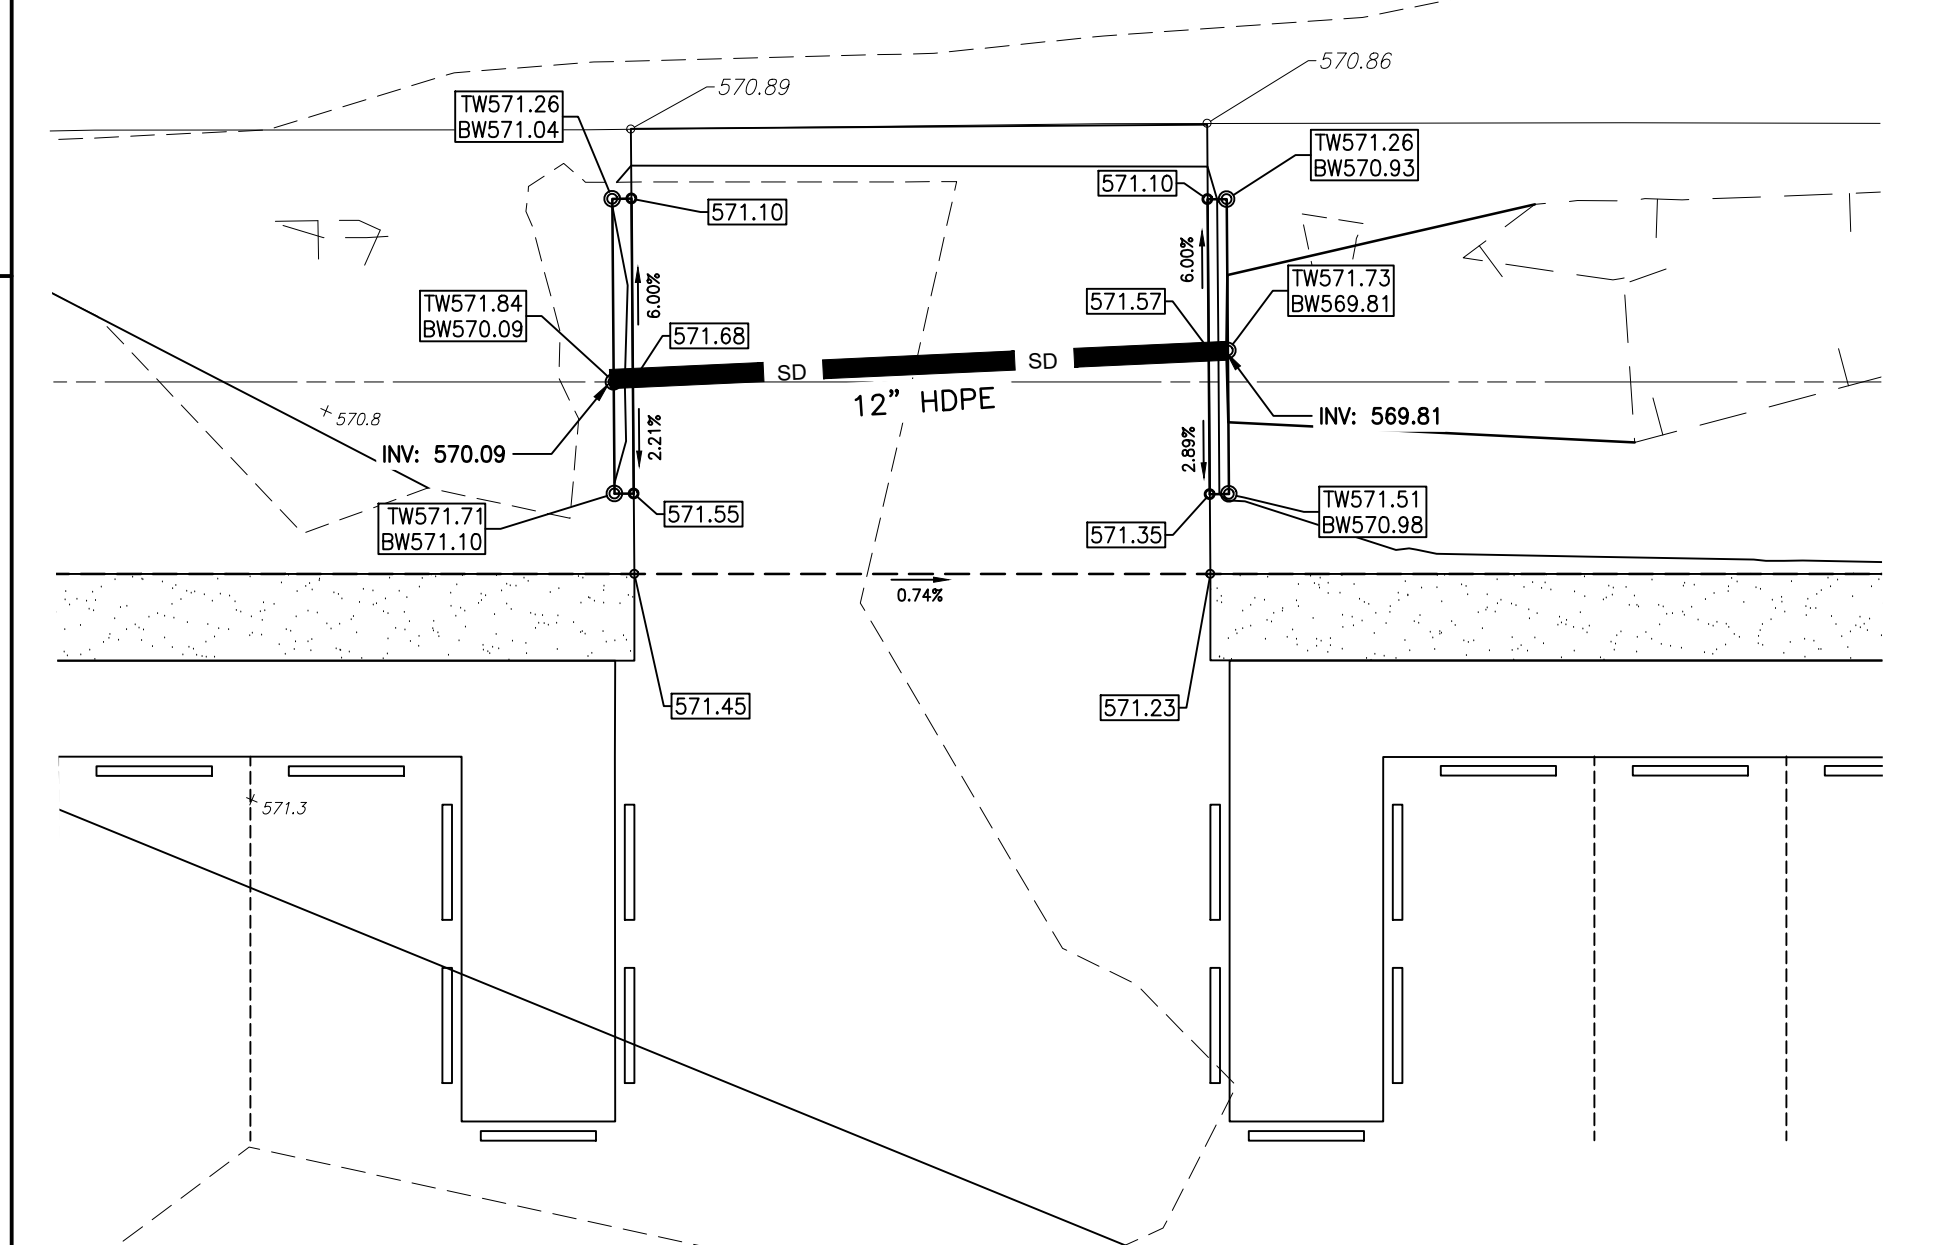 570.86
570.89
TW571.26
BW571.04
TW571.26
BW570.93
571.10
571.10
6.00%
6.00%
TW571.84
BW570.09
571.68
571.57
TW571.73
BW569.81
SD
SD
12” HDPE
570.8
INV: 570.09
INV: 569.81
2.21%
2.89%
TW571.71
BW571.10
571.55
571.35
TW571.51
BW570.98
0.74%
571.45
571.23
571.3